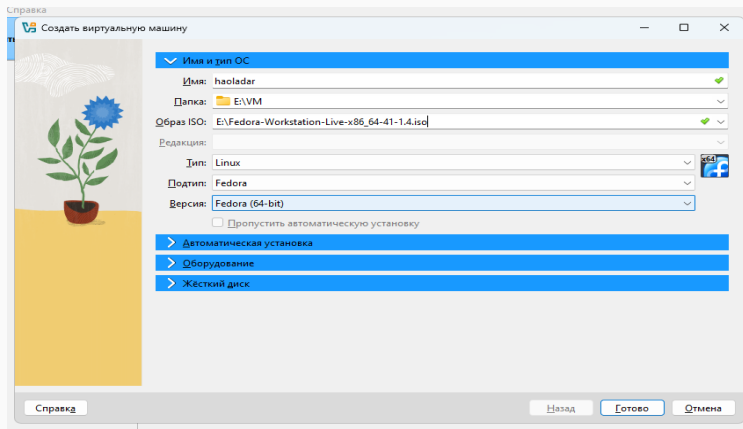 Справка
Создать виртуальную машину
Имя и тип ОС
Имя: haoladar
Папка: E:\VM
Образ ISO: E:\Fedora-Workstation-Live-x86_64-41-1.4.iso
Редакция:
Тип: Linux
x64
Подтип: Fedora
Версия: Fedora (64-bit)
Пропустить автоматическую установку
Автоматическая установка
Оборудование
Жёсткий диск
Справка Назад Готово Отмена